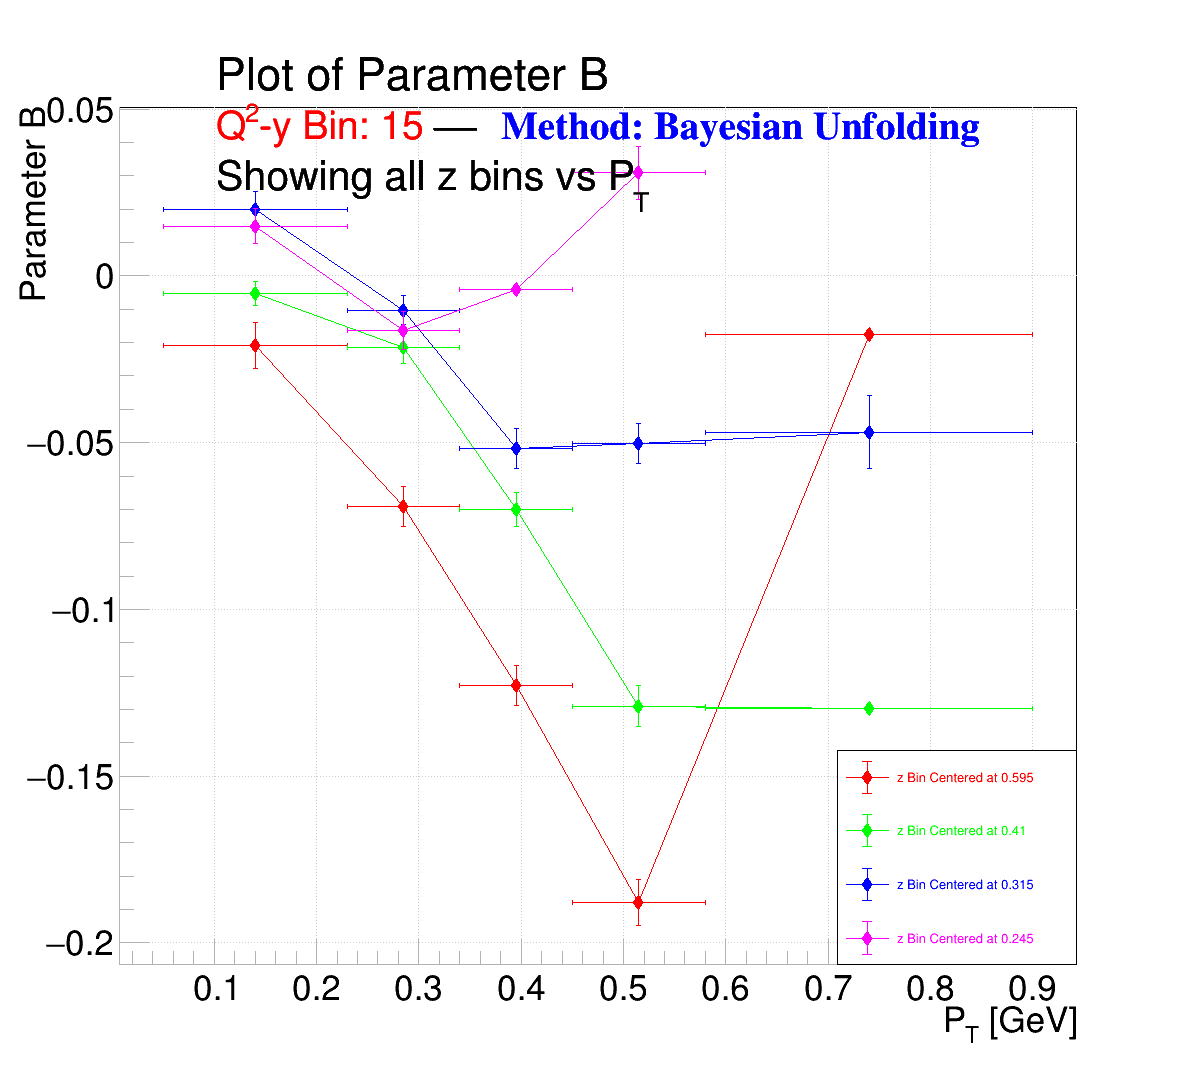 Plot of Parameter B
Q²-y Bin: 15 — Method: Bayesian Unfolding
Showing all z bins vs P_T
Parameter B
0.05
0
−0.05
−0.1
−0.15
−0.2
z Bin Centered at 0.595
z Bin Centered at 0.41
z Bin Centered at 0.315
z Bin Centered at 0.245
0.1 0.2 0.3 0.4 0.5 0.6 0.7 0.8 0.9
P_T [GeV]